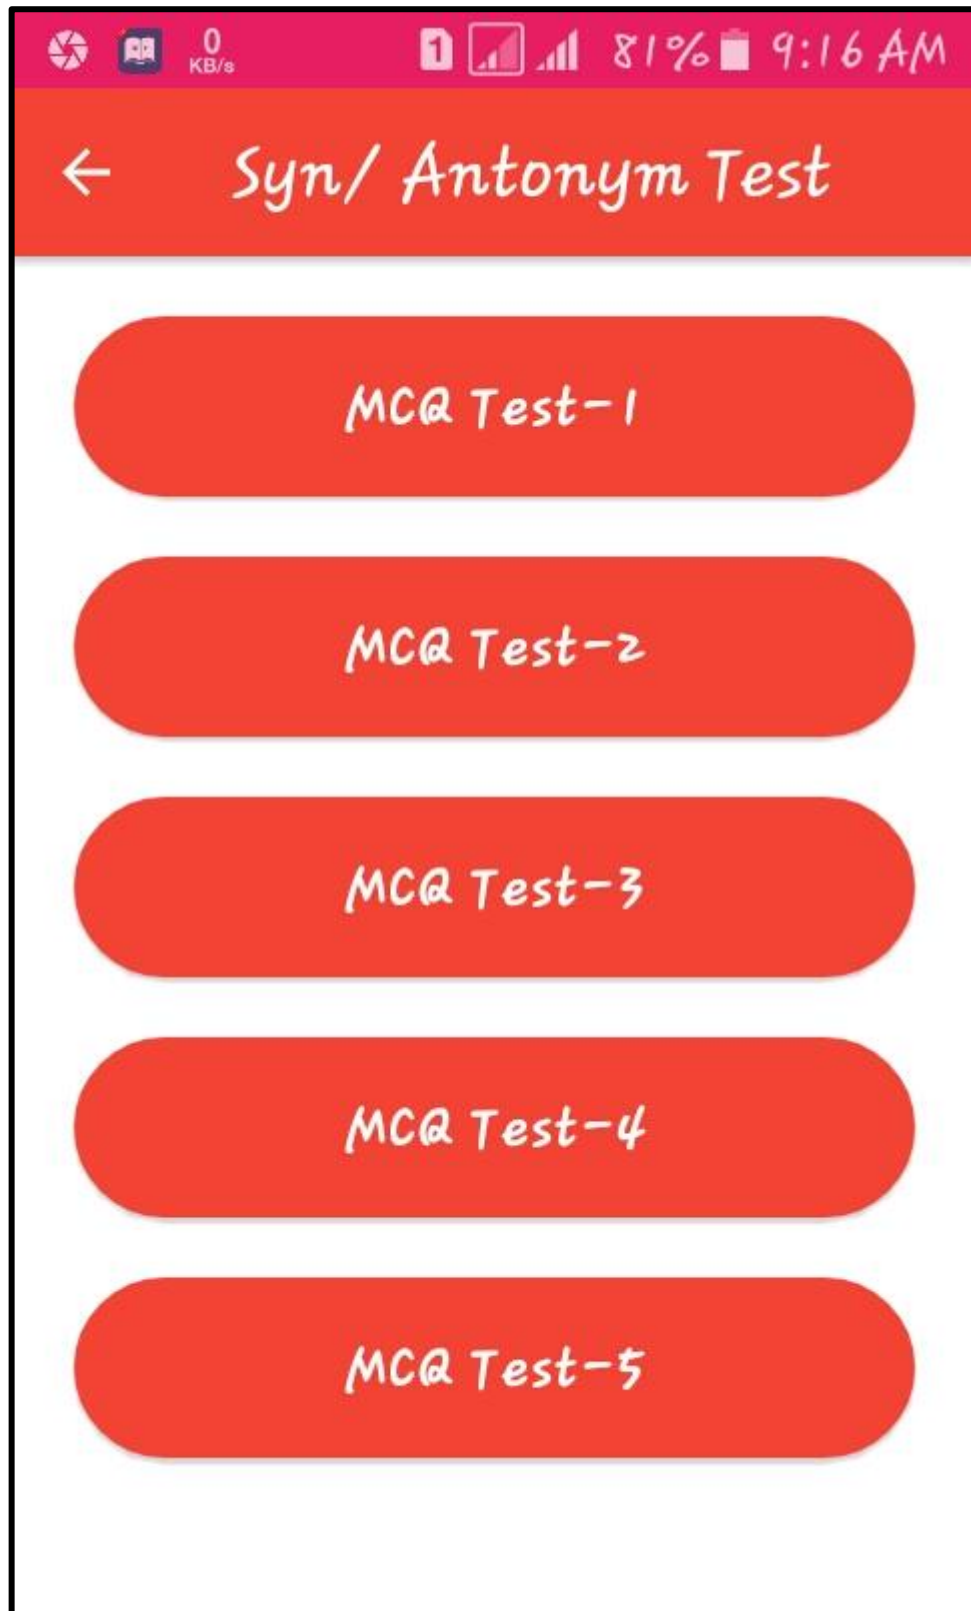 0 KB/s 1 81% 9:16 AM
Syn/ Antonym Test
MCQ Test-1
MCQ Test-2
MCQ Test-3
MCQ Test-4
MCQ Test-5